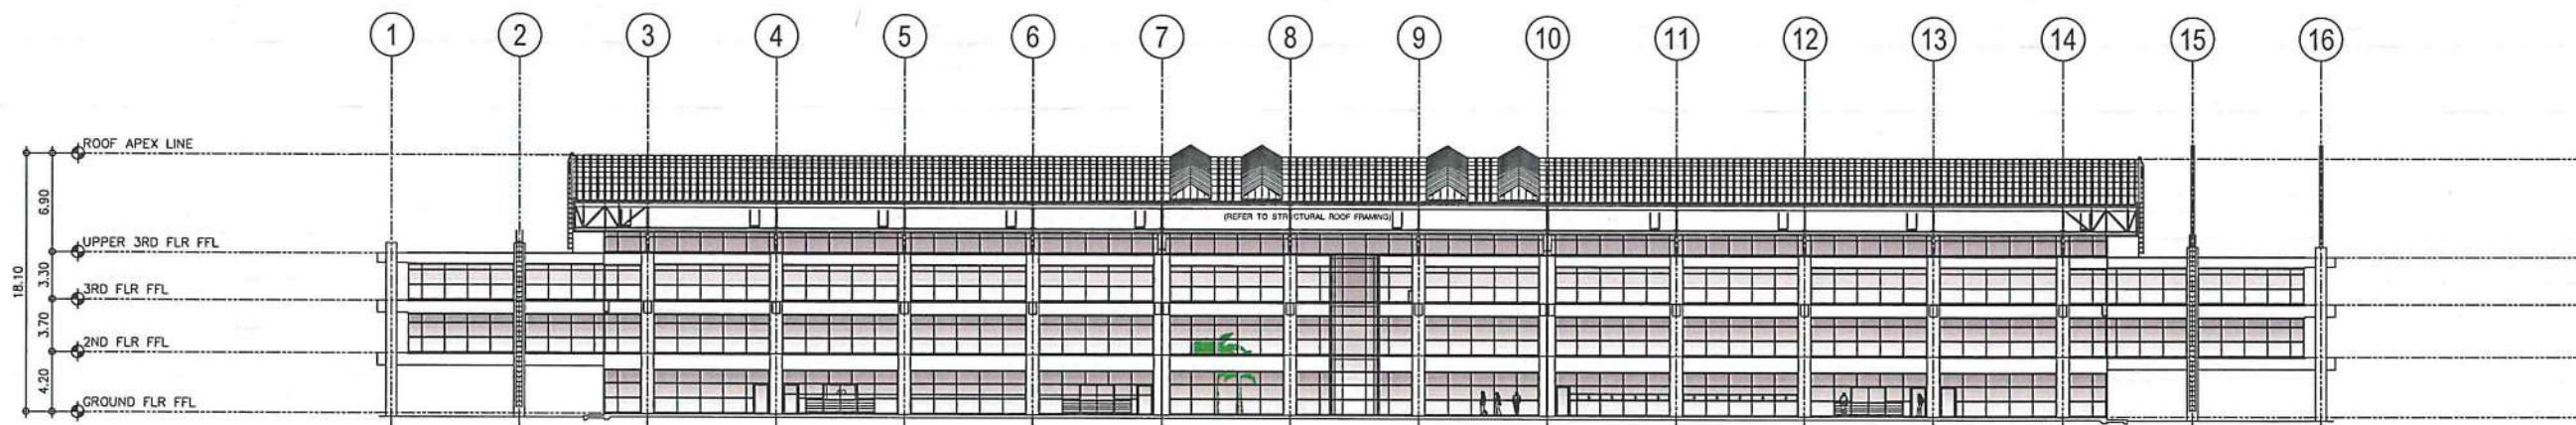 1 2 3 4 5 6 7 8 9 10 11 12 13 14 15 16
ROOF APEX LINE
6.90
(REFER TO STRUCTURAL ROOF FRAMING)
UPPER 3RD FLR FFL
18.10
3.30
3RD FLR FFL
3.70
2ND FLR FFL
4.20
GROUND FLR FFL